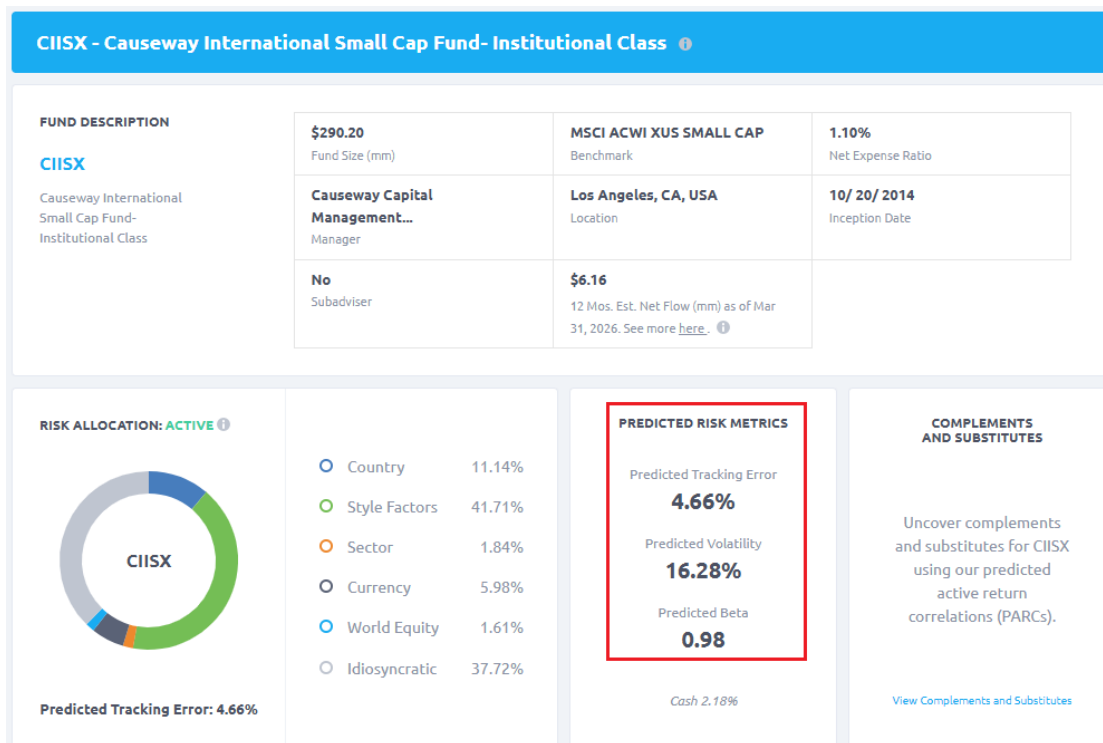 CIISX - Causeway International Small Cap Fund- Institutional Class
FUND DESCRIPTION
CIISX
Causeway International
Small Cap Fund-
Institutional Class
$290.20
Fund Size (mm)
MSCI ACWI XUS SMALL CAP
Benchmark
1.10%
Net Expense Ratio
Causeway Capital
Management...
Manager
Los Angeles, CA, USA
Location
10/ 20/ 2014
Inception Date
No
Subadviser
$6.16
12 Mos. Est. Net Flow (mm) as of Mar
31, 2026. See more here .
RISK ALLOCATION: ACTIVE
CIISX
Predicted Tracking Error: 4.66%
Country 11.14%
Style Factors 41.71%
Sector 1.84%
Currency 5.98%
World Equity 1.61%
Idiosyncratic 37.72%
PREDICTED RISK METRICS
Predicted Tracking Error
4.66%
Predicted Volatility
16.28%
Predicted Beta
0.98
Cash 2.18%
COMPLEMENTS
AND SUBSTITUTES
Uncover complements
and substitutes for CIISX
using our predicted
active return
correlations (PARCs).
View Complements and Substitutes